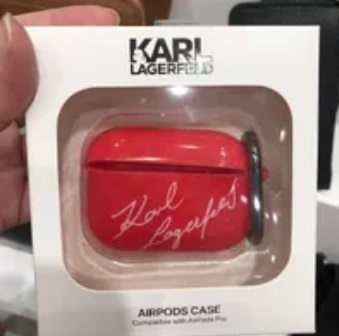 KARL
LAGERFELD
Karl
Lagerfeld
AIRPODS CASE
Compatible with AirPods Pro